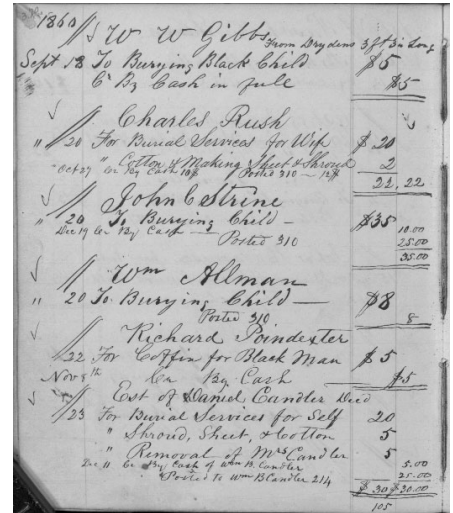 1860
W W Gibbs From Drydens 3 ft 3 in Long
Sept 18 To Burying Black Child $5
Cr By Cash in full $5
Charles Rush
" 20 For Burial Services for Wife $ 20
" Cotton & Making Sheet & Shroud 2
Oct 27 Cr By Cash Posted 310 22, 22
John C Strine
" 20 To Burying Child — $35
Dec 19 Cr By Cash — 10.00
Posted 310 25.00
35.00
Wm Allman
" 20 To Burying Child — $8
Posted 310 8
Richard Poindexter
" 22 For Coffin for Black Man $ 5
Nov 8th Cr By Cash $5
Est of Daniel Candler Decd
" 23 For Burial Services for Self 20
" Shroud, Sheet, & Cotton 5
" Removal of Mrs Candler 5
Dec 11 Cr By Cash of Wm B. Candler 5.00
Posted to Wm B Candler 214 25.00
$ 30 $30.00
105